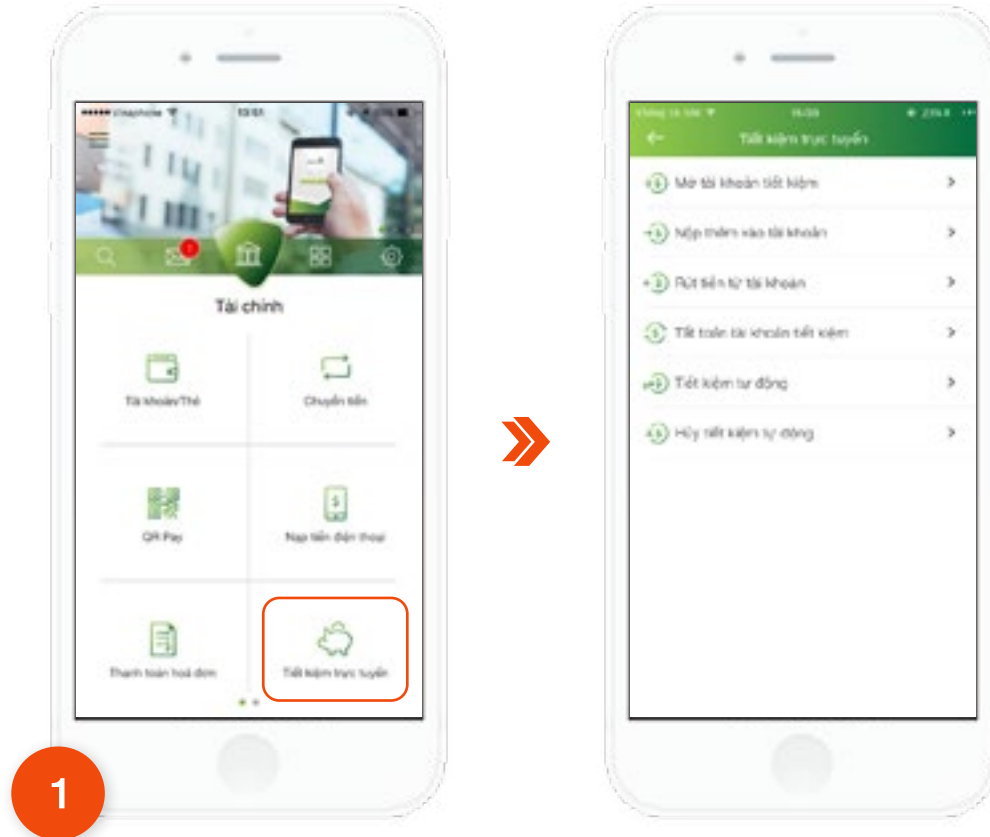 vinaphone
Tài chính
Tài khoản/Thẻ
Chuyển tiền
QR Pay
Nạp tiền điện thoại
Thanh toán hoá đơn
Tiết kiệm trực tuyến
1
Tiết kiệm trực tuyến
Mở tài khoản tiết kiệm
Nộp thêm vào tài khoản
Rút tiền từ tài khoản
Tất toán tài khoản tiết kiệm
Tiết kiệm tự động
Hủy tiết kiệm tự động